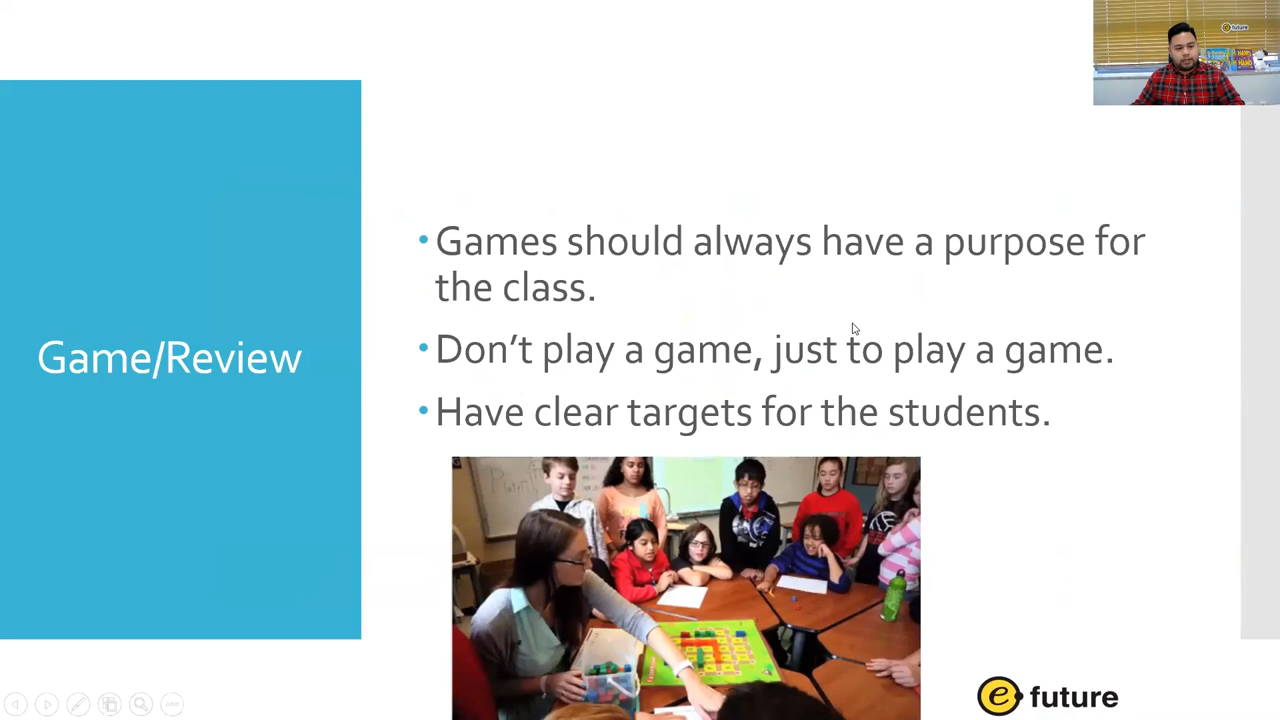 Game/Review
• Games should always have a purpose for
the class.
• Don't play a game, just to play a game.
• Have clear targets for the students.
e future
e future